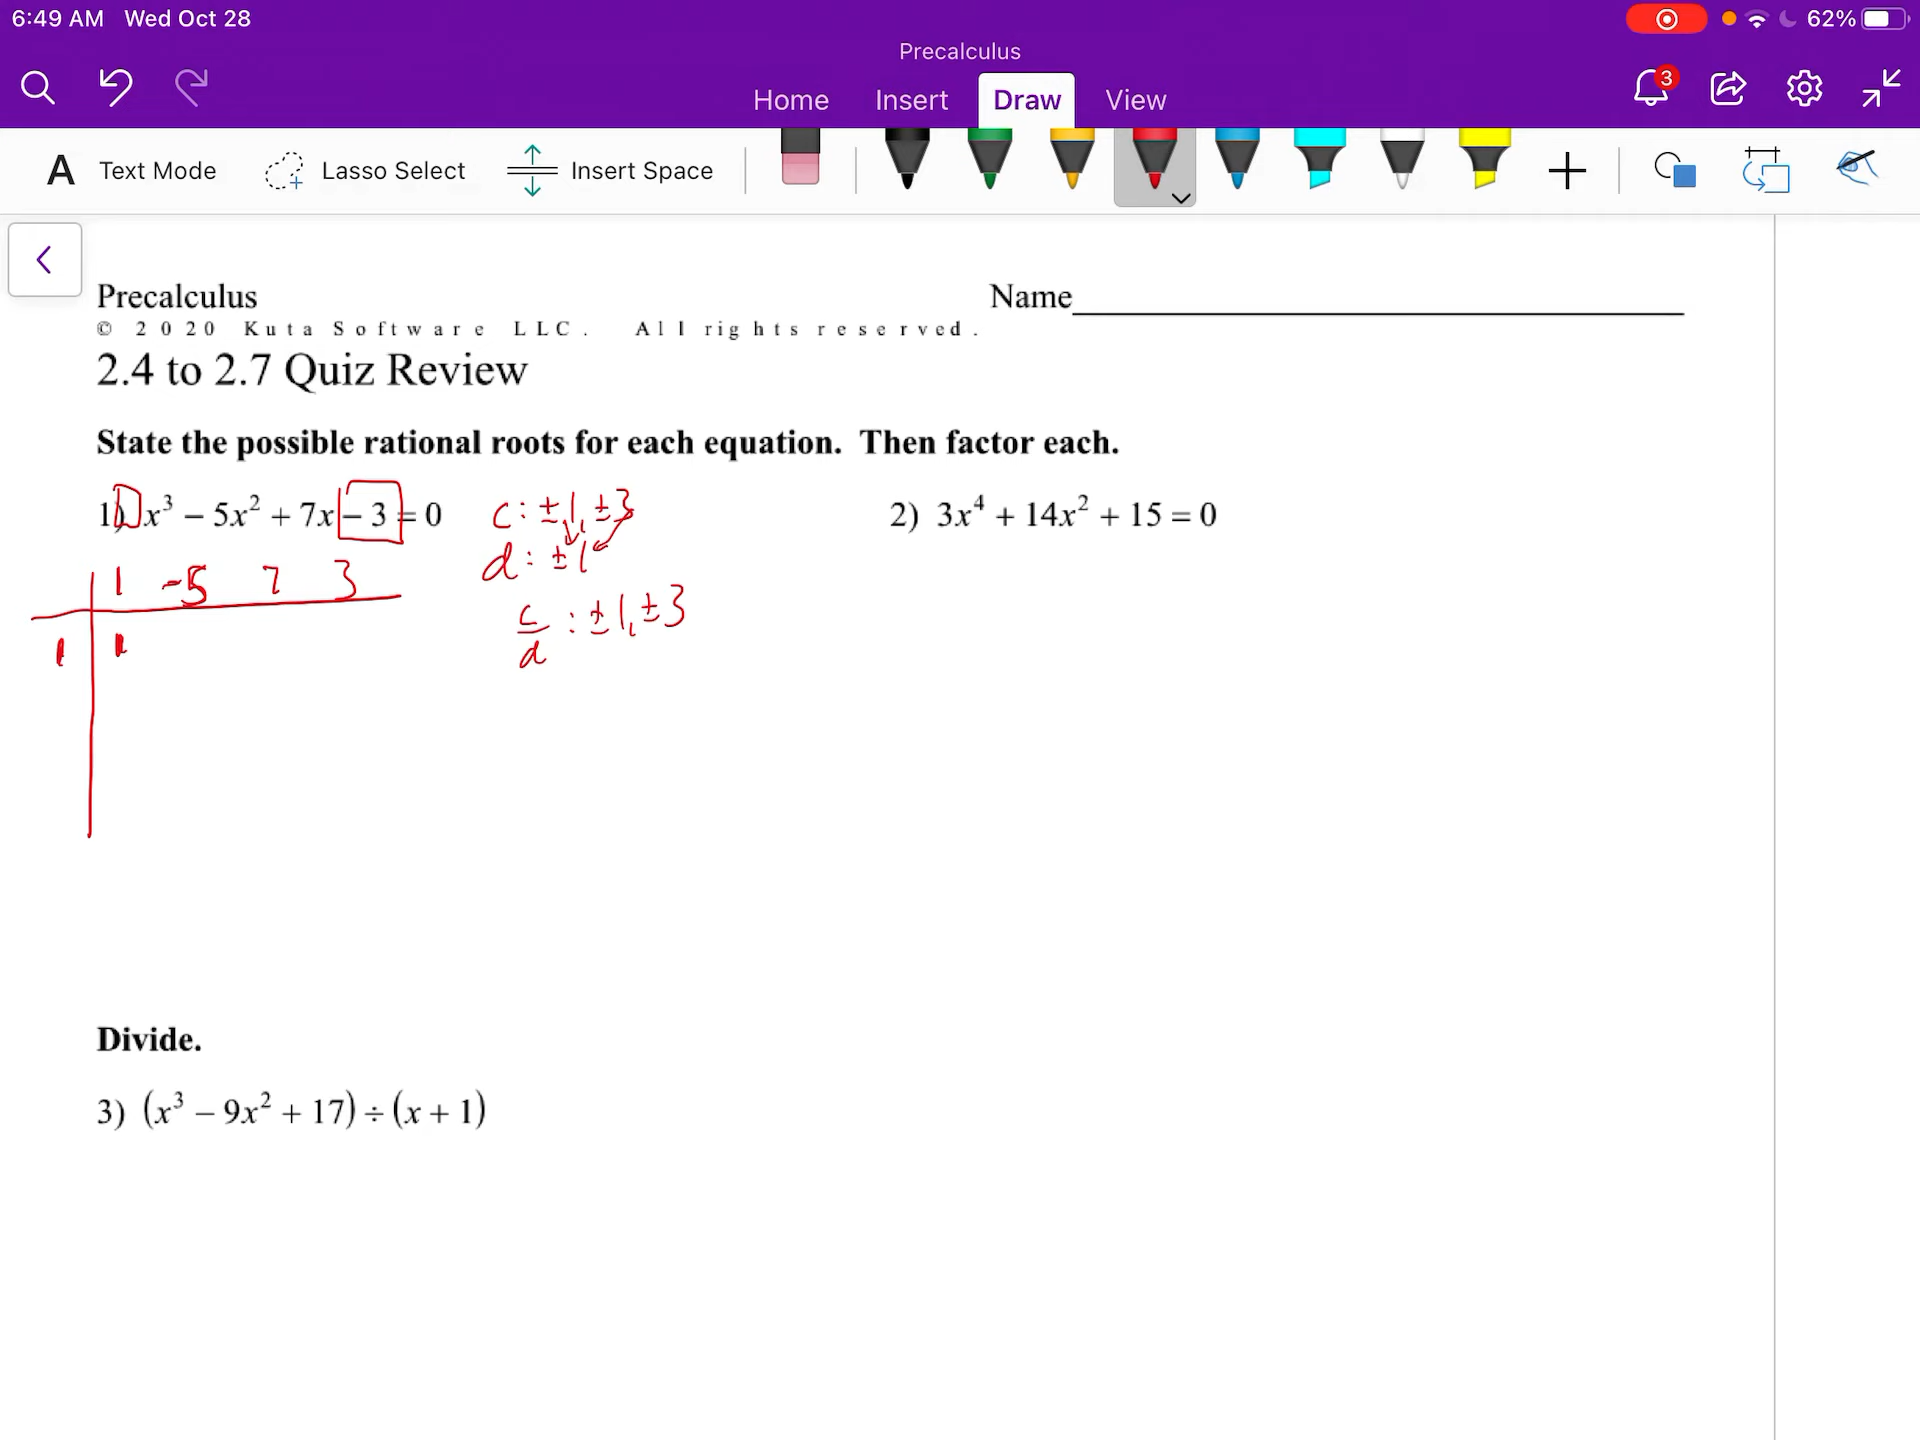 6:49 AM Wed Oct 28
62%
Precalculus
3
Home Insert Draw View
A Text Mode Lasso Select Insert Space
Precalculus
Name
© 2020 Kuta Software LLC. All rights reserved.
2.4 to 2.7 Quiz Review
State the possible rational roots for each equation. Then factor each.
1) x³ − 5x² + 7x − 3 = 0
c: ±1, ±3
d: ±1
c/d : ±1, ±3
1 -5 7 3
1 1
2) 3x⁴ + 14x² + 15 = 0
Divide.
3) (x³ − 9x² + 17) ÷ (x + 1)